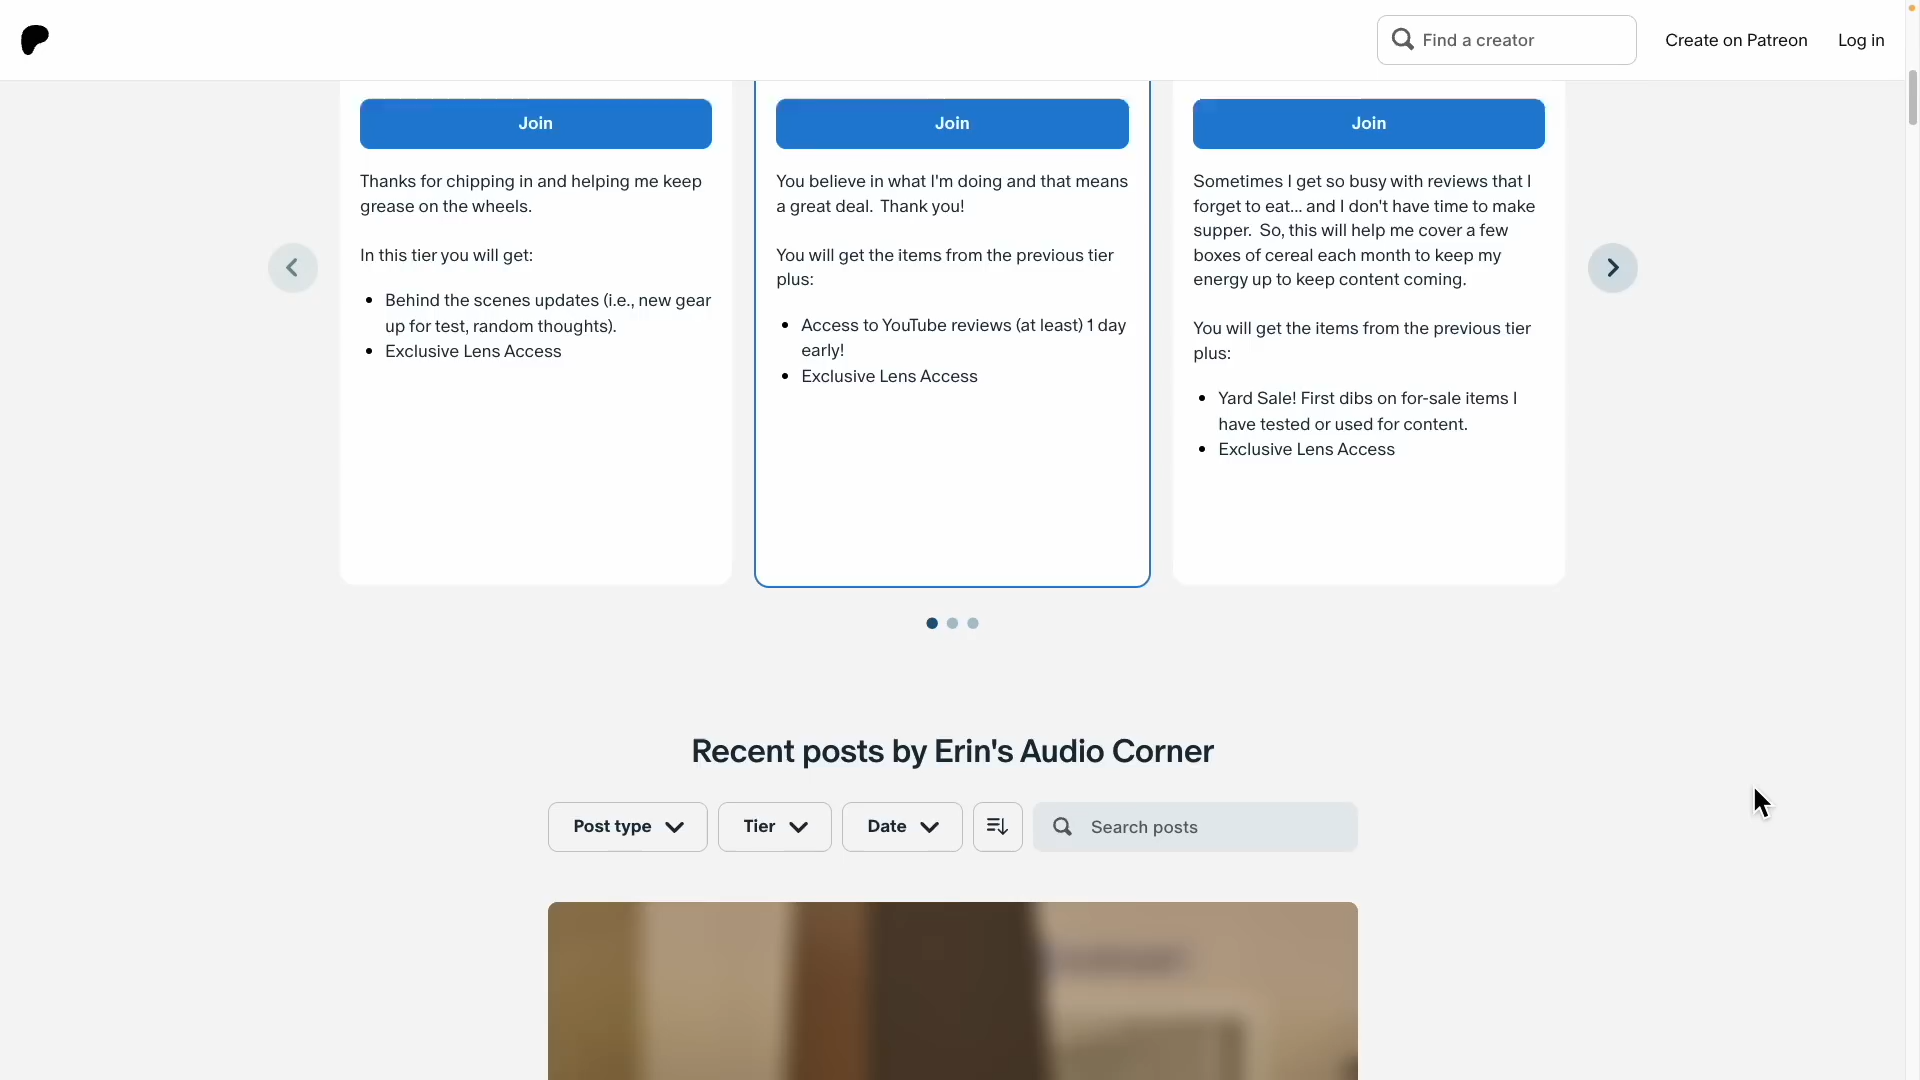 Find a creator
Create on Patreon
Log in
Join
Thanks for chipping in and helping me keep
grease on the wheels.
In this tier you will get:
Behind the scenes updates (i.e., new gear
up for test, random thoughts).
Exclusive Lens Access
Join
You believe in what I'm doing and that means
a great deal.  Thank you!
You will get the items from the previous tier
plus:
Access to YouTube reviews (at least) 1 day
early!
Exclusive Lens Access
Join
Sometimes I get so busy with reviews that I
forget to eat... and I don't have time to make
supper.  So, this will help me cover a few
boxes of cereal each month to keep my
energy up to keep content coming.
You will get the items from the previous tier
plus:
Yard Sale! First dibs on for-sale items I
have tested or used for content.
Exclusive Lens Access
Recent posts by Erin's Audio Corner
Post type
Tier
Date
Search posts